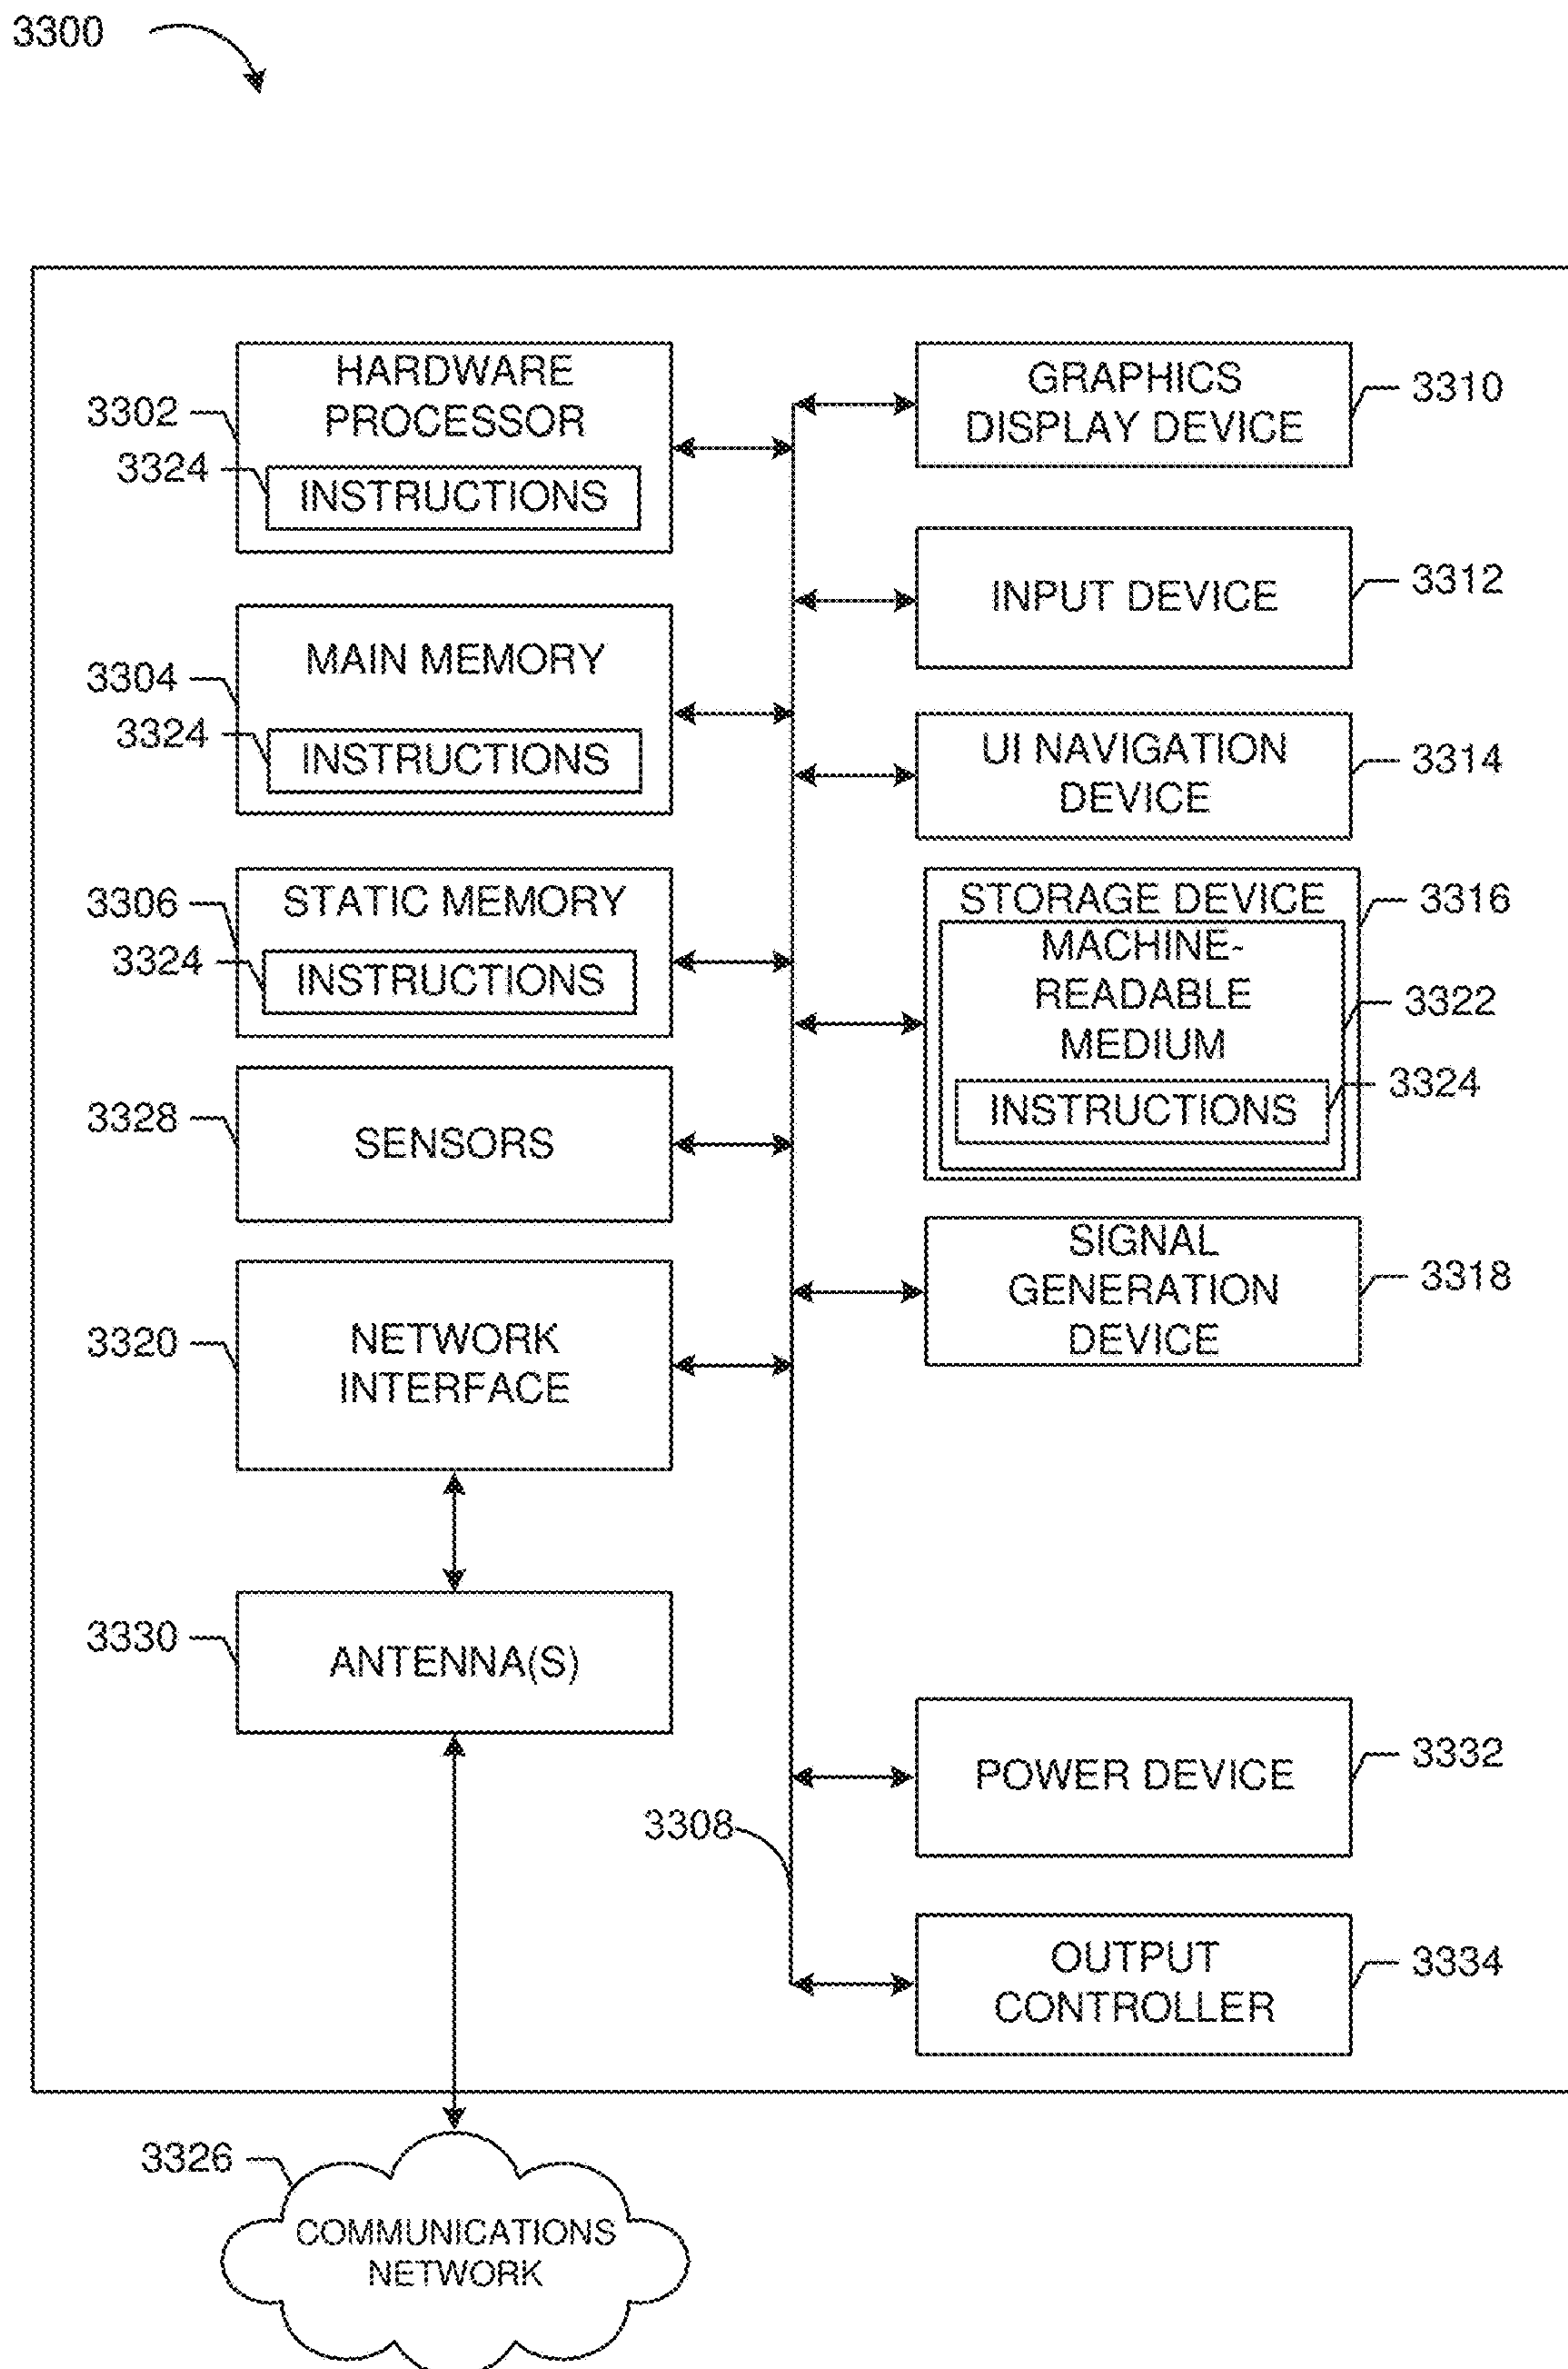 3300
HARDWARE
PROCESSOR
3302
3324
INSTRUCTIONS
MAIN MEMORY
3304
3324
INSTRUCTIONS
STATIC MEMORY
3306
3324
INSTRUCTIONS
3328
SENSORS
3320
NETWORK
INTERFACE
3330
ANTENNA(S)
3308
GRAPHICS
DISPLAY DEVICE
3310
INPUT DEVICE
3312
UI NAVIGATION
DEVICE
3314
STORAGE DEVICE
3316
MACHINE-
READABLE
MEDIUM
3322
3324
INSTRUCTIONS
SIGNAL
GENERATION
DEVICE
3318
POWER DEVICE
3332
OUTPUT
CONTROLLER
3334
3326
COMMUNICATIONS
NETWORK